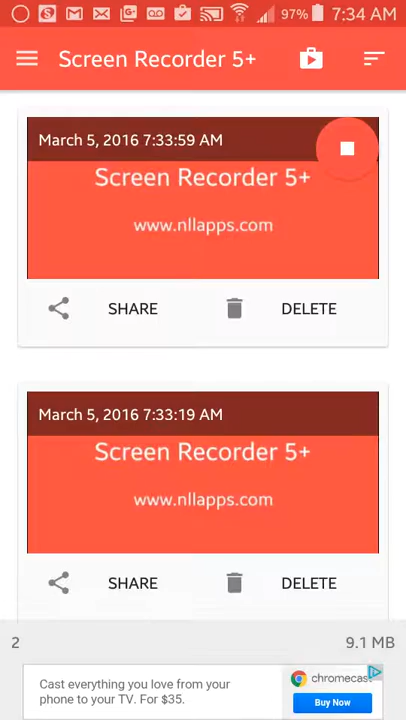 97% 7:34 AM
Screen Recorder 5+
March 5, 2016 7:33:59 AM
Screen Recorder 5+
www.nllapps.com
SHARE DELETE
March 5, 2016 7:33:19 AM
Screen Recorder 5+
www.nllapps.com
SHARE DELETE
2 9.1 MB
Cast everything you love from your
phone to your TV. For $35.
chromecast
Buy Now